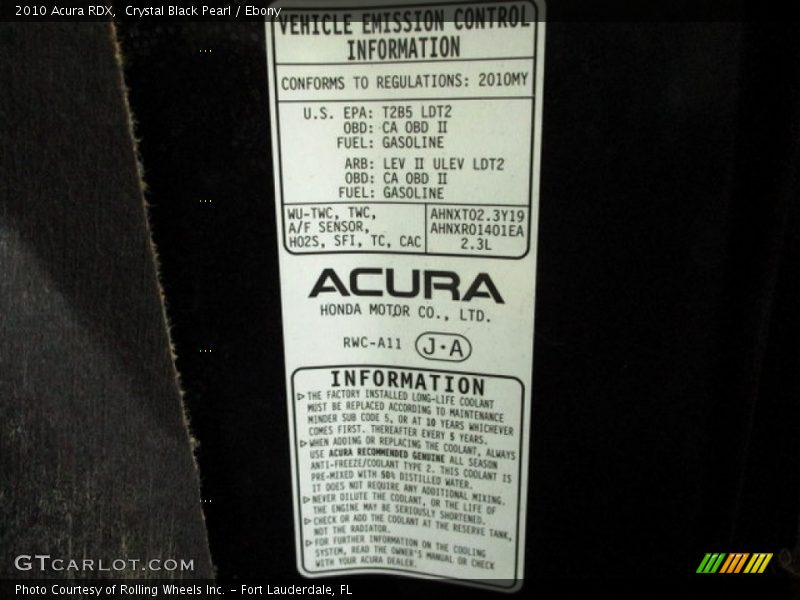 2010 Acura RDX, Crystal Black Pearl / Ebony
VEHICLE EMISSION CONTROL
INFORMATION
CONFORMS TO REGULATIONS: 2010MY
U.S. EPA: T2B5 LDT2
OBD: CA OBD II
FUEL: GASOLINE
ARB: LEV II ULEV LDT2
OBD: CA OBD II
FUEL: GASOLINE
WU-TWC, TWC,
A/F SENSOR,
HO2S, SFI, TC, CAC
AHNXT02.3Y19
AHNXR01401EA
2.3L
ACURA
HONDA MOTOR CO., LTD.
RWC-A11 J·A
INFORMATION
▷THE FACTORY INSTALLED LONG-LIFE COOLANT
MUST BE REPLACED ACCORDING TO MAINTENANCE
MINDER SUB CODE 5, OR AT 10 YEARS WHICHEVER
COMES FIRST. THEREAFTER EVERY 5 YEARS.
▷WHEN ADDING OR REPLACING THE COOLANT, ALWAYS
USE ACURA RECOMMENDED GENUINE ALL SEASON
ANTI-FREEZE/COOLANT TYPE 2. THIS COOLANT IS
PRE-MIXED WITH 50% DISTILLED WATER.
IT DOES NOT REQUIRE ANY ADDITIONAL MIXING.
▷NEVER DILUTE THE COOLANT, OR THE LIFE OF
THE ENGINE MAY BE SERIOUSLY SHORTENED.
▷CHECK OR ADD THE COOLANT AT THE RESERVE TANK,
NOT THE RADIATOR.
▷FOR FURTHER INFORMATION ON THE COOLING
SYSTEM, READ THE OWNER'S MANUAL OR CHECK
WITH YOUR ACURA DEALER.
GTCARLOT.COM
Photo Courtesy of Rolling Wheels Inc. – Fort Lauderdale, FL